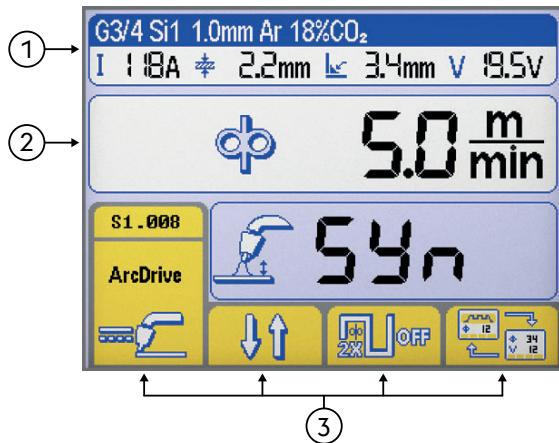 G3/4 Si1 1.0mm Ar 18%CO₂
1
I 118A 2.2mm 3.4mm V 19.5V
2
5.0 m/min
S1.008
Syn
ArcDrive
2X OFF
12
34
V 12
3